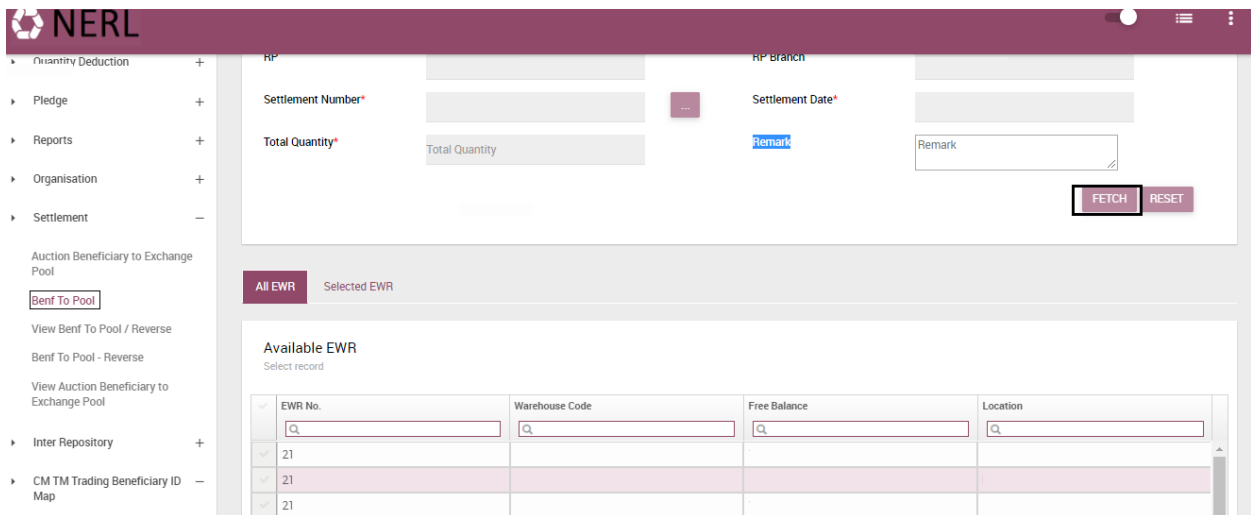 NERL
Quantity Deduction +
Pledge +
Reports +
Organisation +
Settlement −
Auction Beneficiary to Exchange
Pool
Benf To Pool
View Benf To Pool / Reverse
Benf To Pool - Reverse
View Auction Beneficiary to
Exchange Pool
Inter Repository +
CM TM Trading Beneficiary ID −
Map
RP RP Branch
Settlement Number* ... Settlement Date*
Total Quantity* Total Quantity Remark Remark
FETCH RESET
All EWR Selected EWR
Available EWR
Select record
EWR No. Warehouse Code Free Balance Location
21
21
21